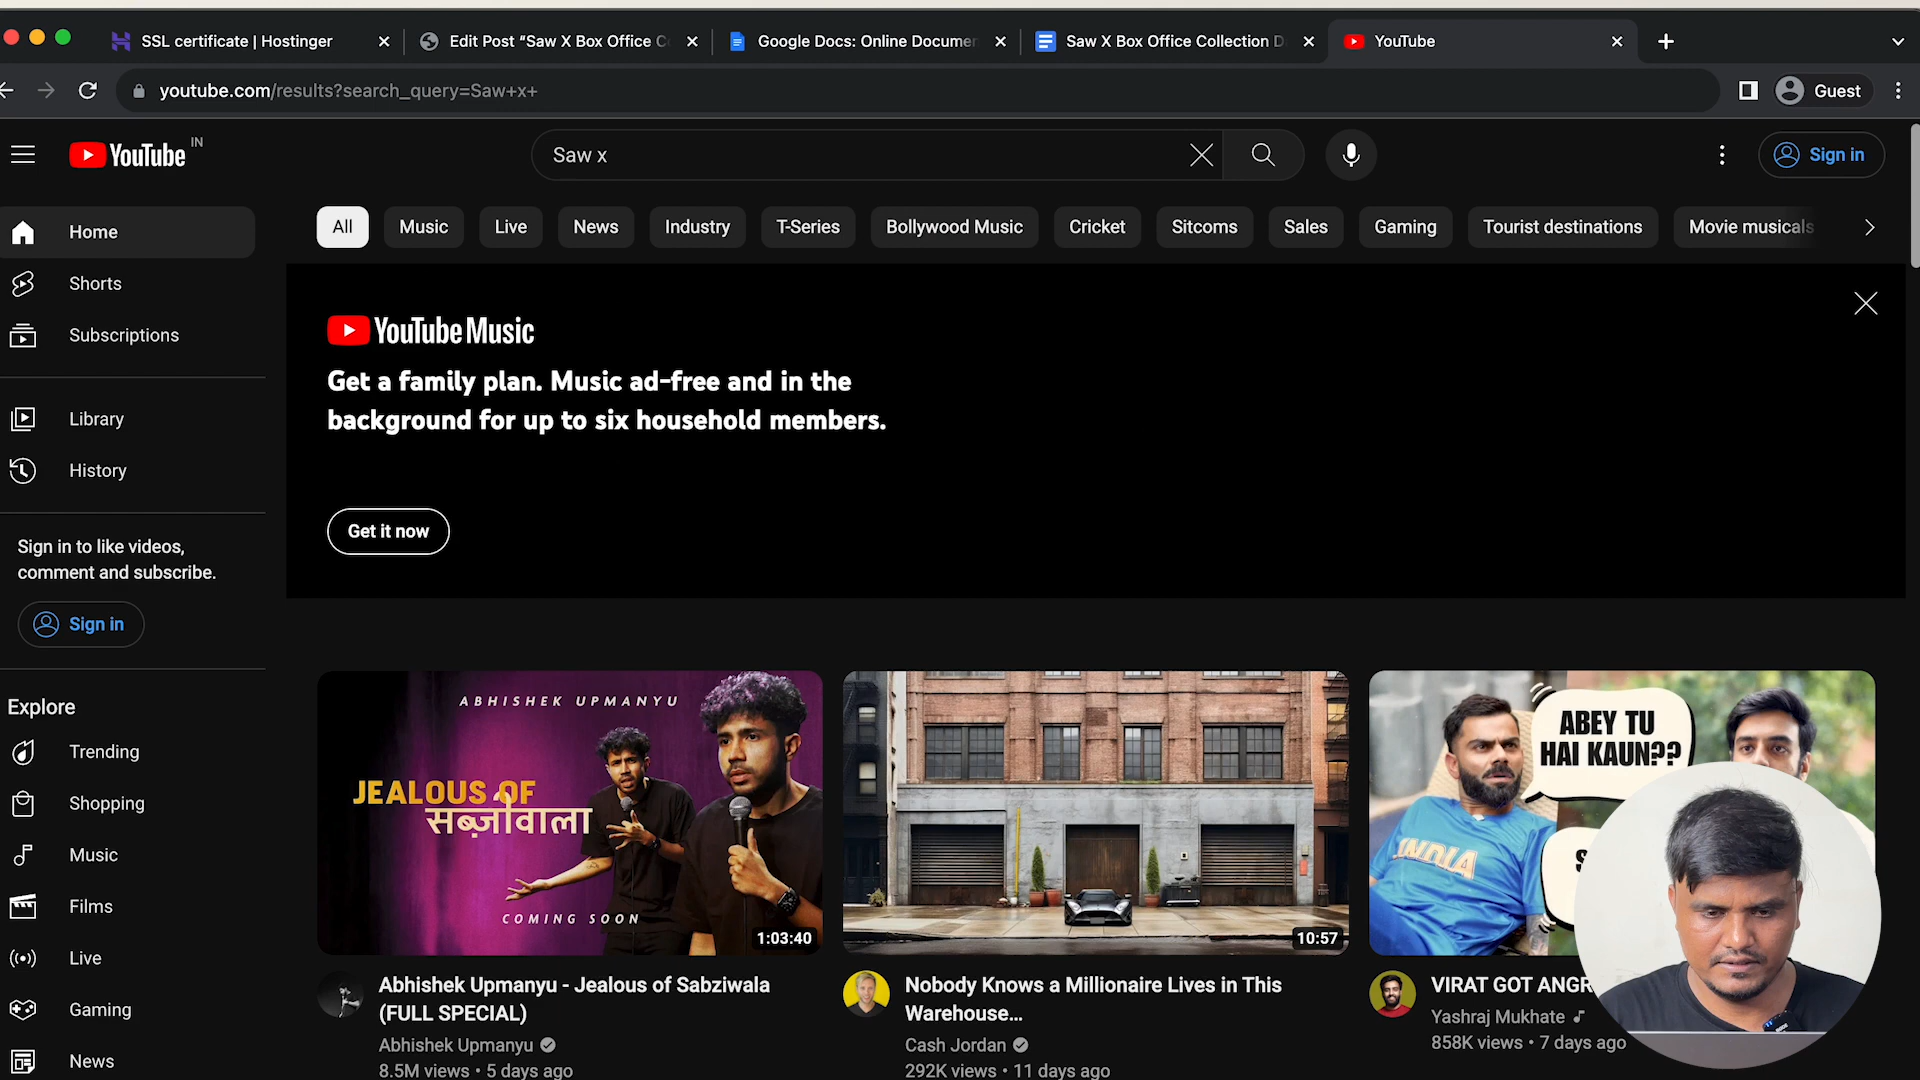 SSL certificate | Hostinger
Edit Post “Saw X Box Office C
Google Docs: Online Documen
Saw X Box Office Collection D
YouTube
youtube.com/results?search_query=Saw+x+
Guest
YouTube IN
Saw x
Sign in
Home
Shorts
Subscriptions
Library
History
Sign in to like videos,
comment and subscribe.
Sign in
Explore
Trending
Shopping
Music
Films
Live
Gaming
News
All
Music
Live
News
Industry
T-Series
Bollywood Music
Cricket
Sitcoms
Sales
Gaming
Tourist destinations
Movie musicals
YouTube Music
Get a family plan. Music ad-free and in the
background for up to six household members.
Get it now
ABHISHEK UPMANYU
JEALOUS OF
सब्ज़ीवाला
COMING SOON
1:03:40
Abhishek Upmanyu - Jealous of Sabziwala
(FULL SPECIAL)
Abhishek Upmanyu
8.5M views • 5 days ago
10:57
Nobody Knows a Millionaire Lives in This
Warehouse...
Cash Jordan
292K views • 11 days ago
ABEY TU
HAI KAUN??
INDIA
VIRAT GOT ANGR
Yashraj Mukhate
858K views • 7 days ago